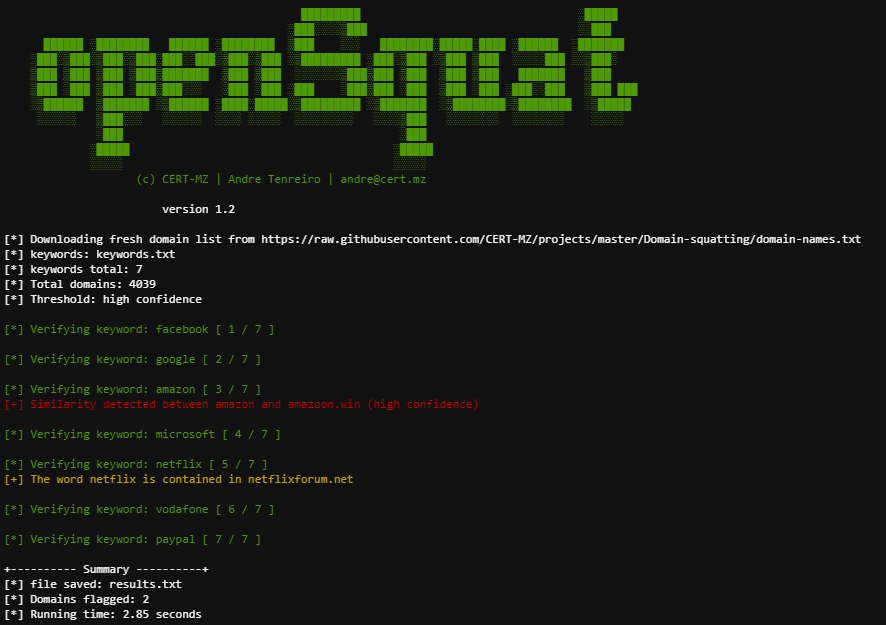 openSquat
(c) CERT-MZ | Andre Tenreiro | andre@cert.mz
version 1.2
[*] Downloading fresh domain list from https://raw.githubusercontent.com/CERT-MZ/projects/master/Domain-squatting/domain-names.txt
[*] keywords: keywords.txt
[*] keywords total: 7
[*] Total domains: 4039
[*] Threshold: high confidence
[*] Verifying keyword: facebook [ 1 / 7 ]
[*] Verifying keyword: google [ 2 / 7 ]
[*] Verifying keyword: amazon [ 3 / 7 ]
[+] Similarity detected between amazon and amazoon.win (high confidence)
[*] Verifying keyword: microsoft [ 4 / 7 ]
[*] Verifying keyword: netflix [ 5 / 7 ]
[+] The word netflix is contained in netflixforum.net
[*] Verifying keyword: vodafone [ 6 / 7 ]
[*] Verifying keyword: paypal [ 7 / 7 ]
+---------- Summary ----------+
[*] file saved: results.txt
[*] Domains flagged: 2
[*] Running time: 2.85 seconds